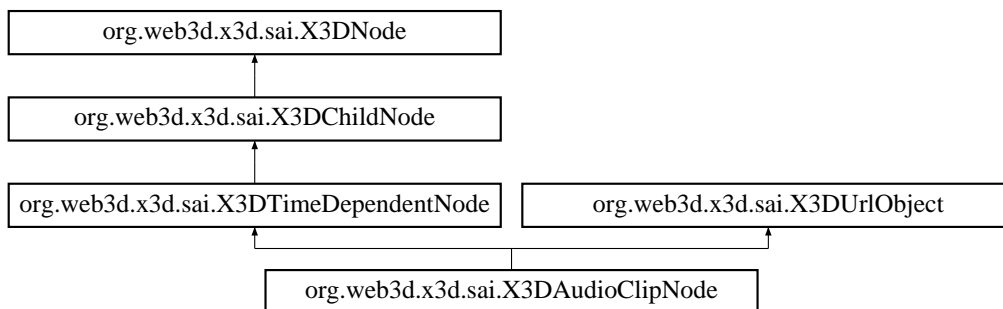 org.web3d.x3d.sai.X3DNode
org.web3d.x3d.sai.X3DChildNode
org.web3d.x3d.sai.X3DTimeDependentNode
org.web3d.x3d.sai.X3DUrlObject
org.web3d.x3d.sai.X3DAudioClipNode